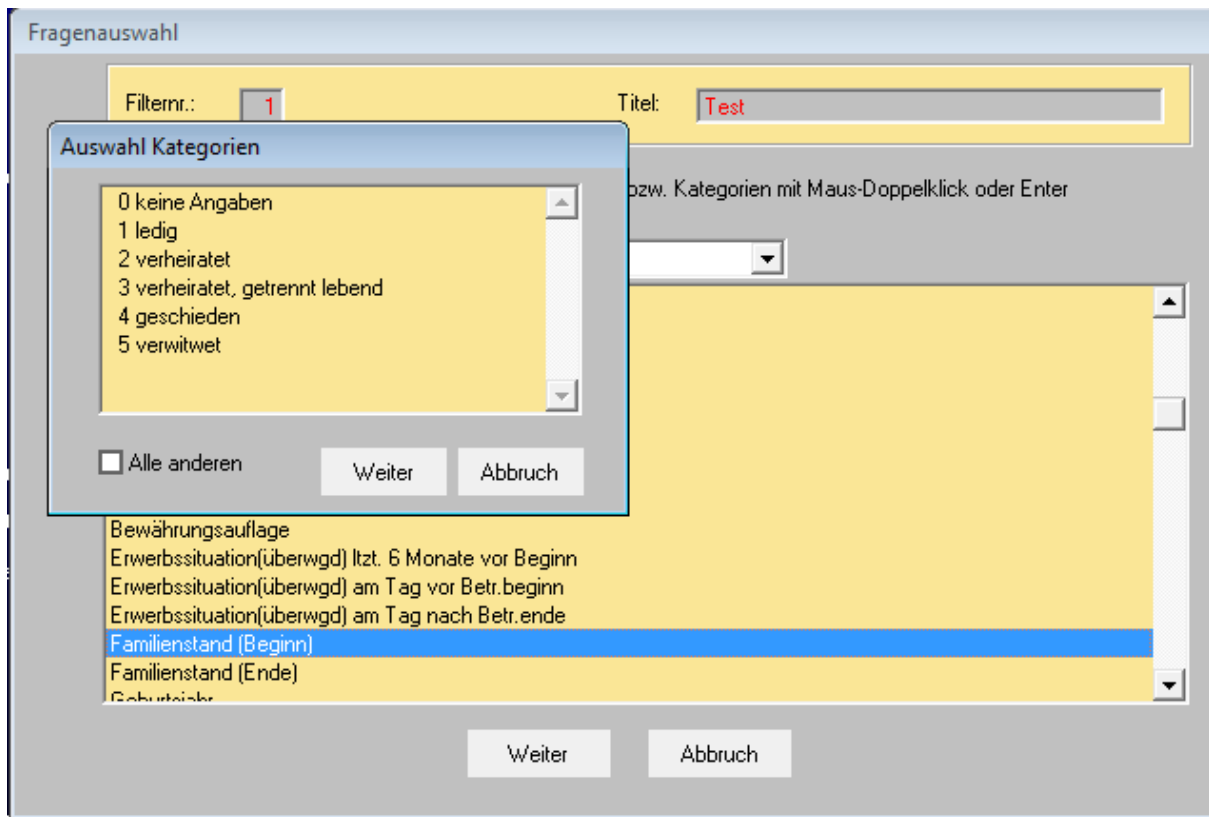 Fragenauswahl
Filternr.: 1 Titel: Test
Auswahl Kategorien
bzw. Kategorien mit Maus-Doppelklick oder Enter
0 keine Angaben
1 ledig
2 verheiratet
3 verheiratet, getrennt lebend
4 geschieden
5 verwitwet
Alle anderen
Weiter Abbruch
Bewährungsauflage
Erwerbssituation(überwgd) ltzt. 6 Monate vor Beginn
Erwerbssituation(überwgd) am Tag vor Betr.beginn
Erwerbssituation(überwgd) am Tag nach Betr.ende
Familienstand (Beginn)
Familienstand (Ende)
Geburtsjahr
Weiter Abbruch